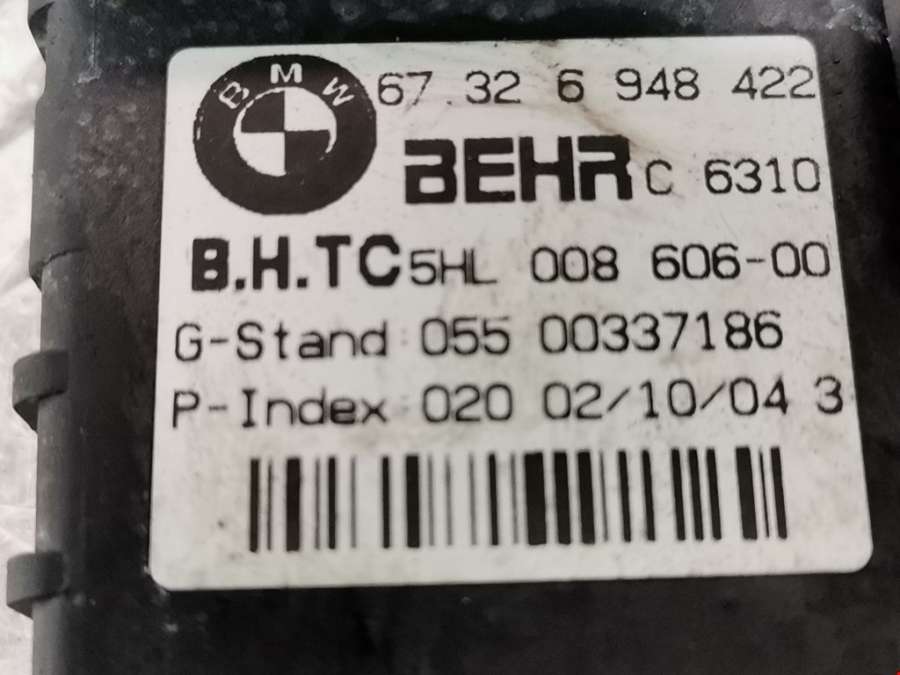 BMW 67.32 6 948 422
BEHR C 6310
B.H.TC 5HL 008 606-00
G-Stand:055 00337186
P-Index:020 02/10/04 3